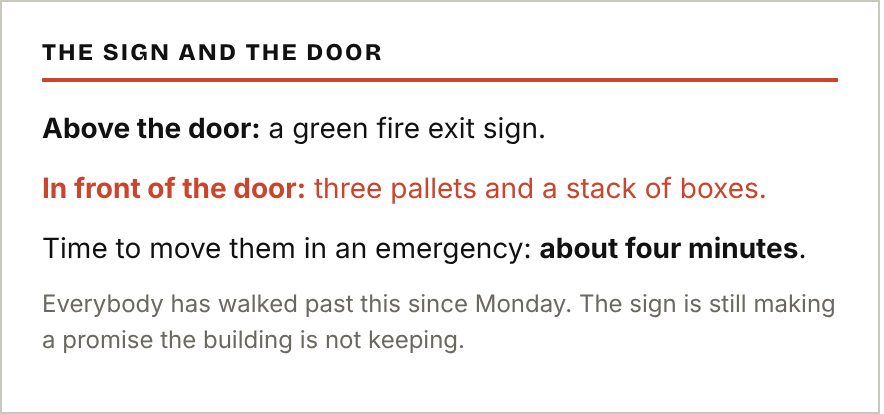 THE SIGN AND THE DOOR
Above the door: a green fire exit sign.
In front of the door: three pallets and a stack of boxes.
Time to move them in an emergency: about four minutes.
Everybody has walked past this since Monday. The sign is still making
a promise the building is not keeping.